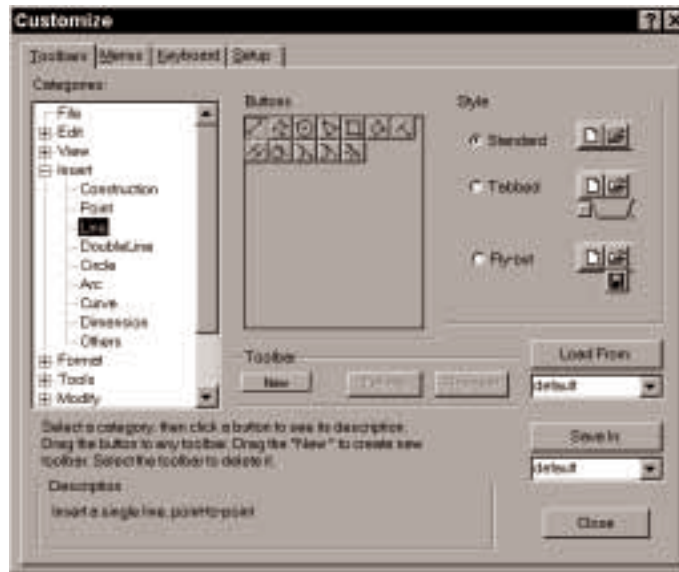 Customize
Toolbars Menus Keyboard Setup
Categories
File
Edit
View
Insert
Construction
Point
Line
DoubleLine
Circle
Arc
Curve
Dimension
Others
Format
Tools
Modify
Buttons
Style
Standard
Tabbed
Fly-out
Toolbar
New
Load From
default
Save In
default
Close
Select a category, then click a button to see its description.
Drag the button to any toolbar. Drag the "New" to create new
toolbar. Select the toolbar to delete it.
Description
Insert a single line, point-to-point